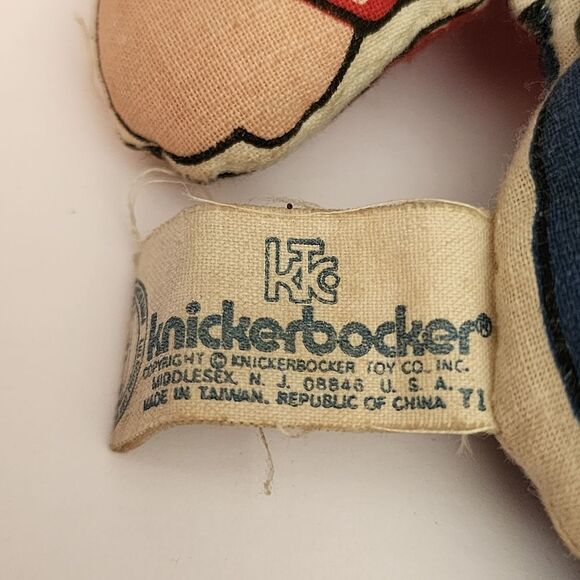 KTC
knickerbocker®
COPYRIGHT © KNICKERBOCKER TOY CO., INC.
MIDDLESEX, N. J. 08846 U. S. A.
MADE IN TAIWAN, REPUBLIC OF CHINA T1